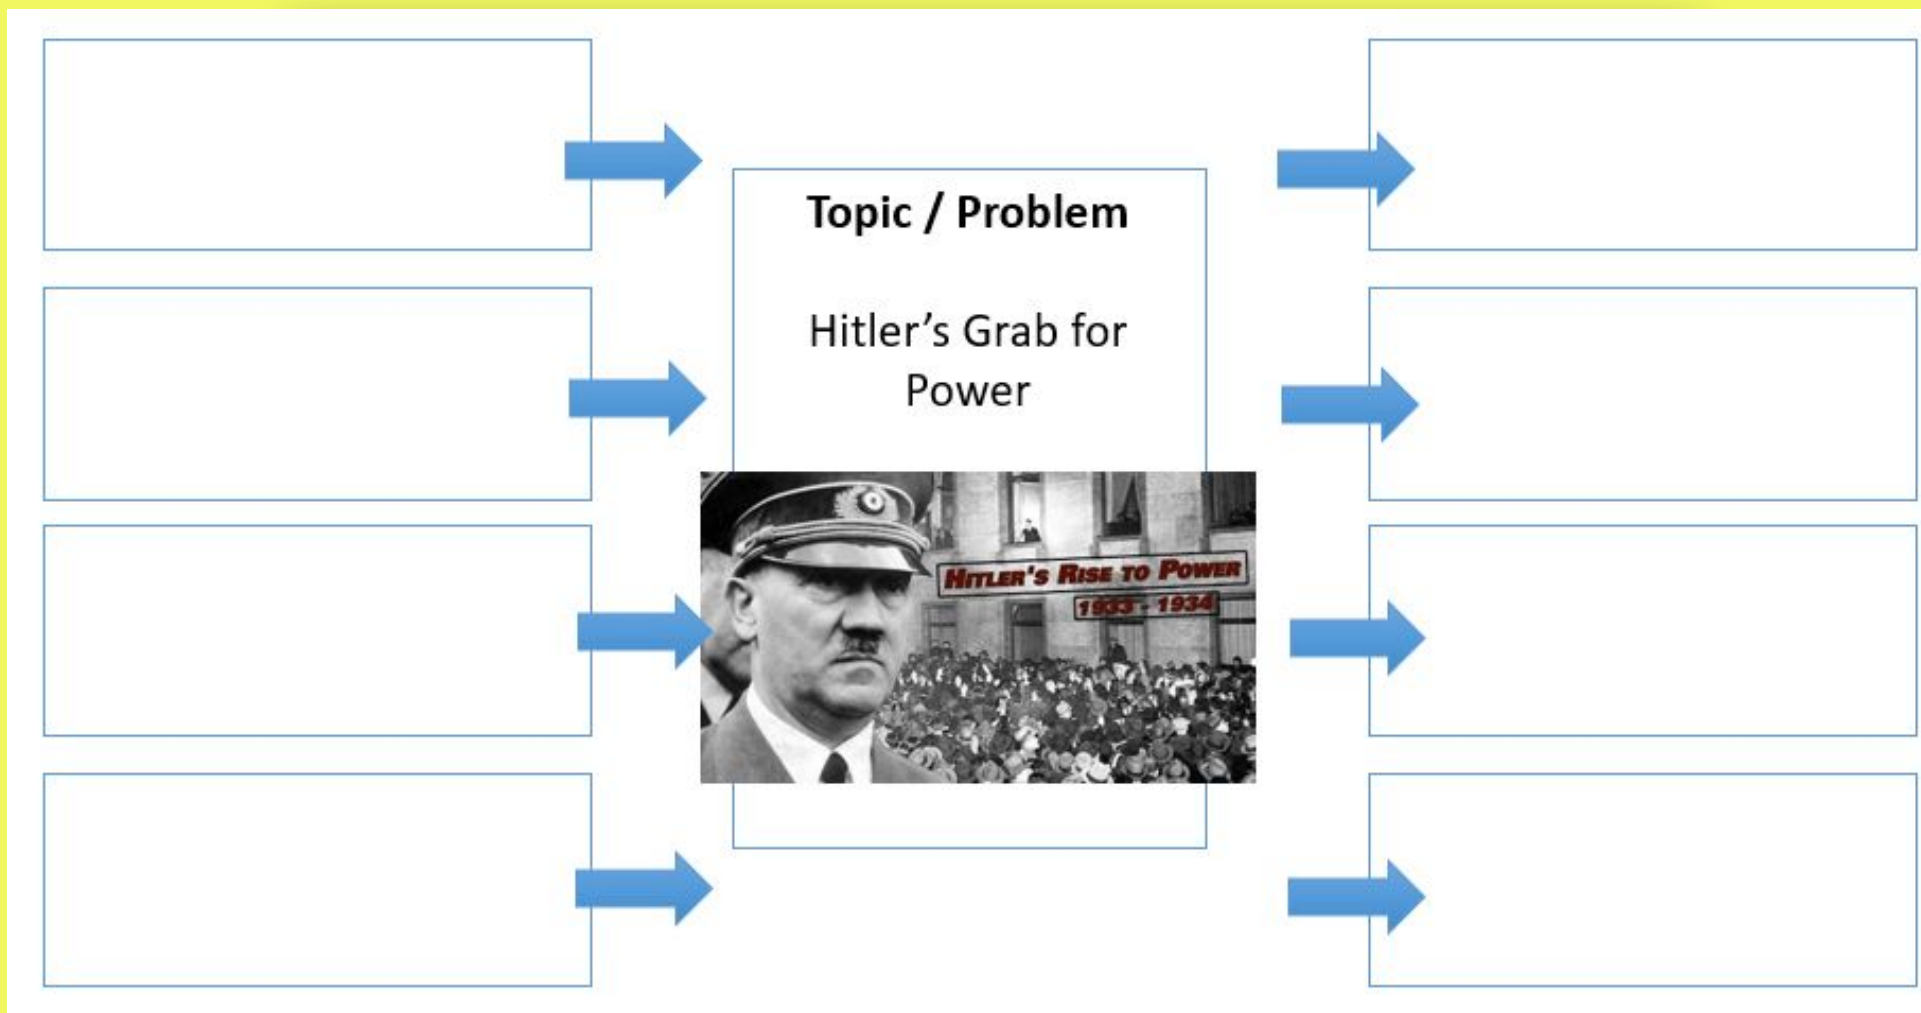 Topic / Problem
Hitler’s Grab for
Power
HITLER'S RISE TO POWER
1933 - 1934